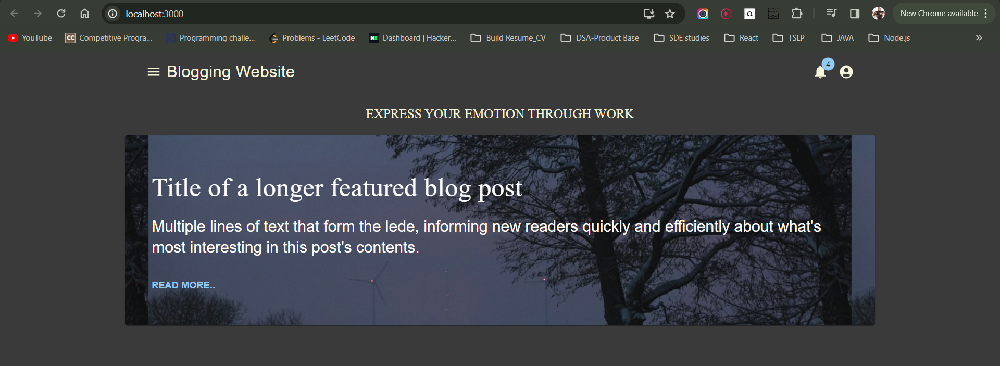 localhost:3000
New Chrome available
YouTube
CC Competitive Progra...
Programming challe...
Problems - LeetCode
H Dashboard | Hacker...
Build Resume_CV
DSA-Product Base
SDE studies
React
TSLP
JAVA
Node.js
Blogging Website
4
EXPRESS YOUR EMOTION THROUGH WORK
Title of a longer featured blog post
Multiple lines of text that form the lede, informing new readers quickly and efficiently about what's
most interesting in this post's contents.
READ MORE..